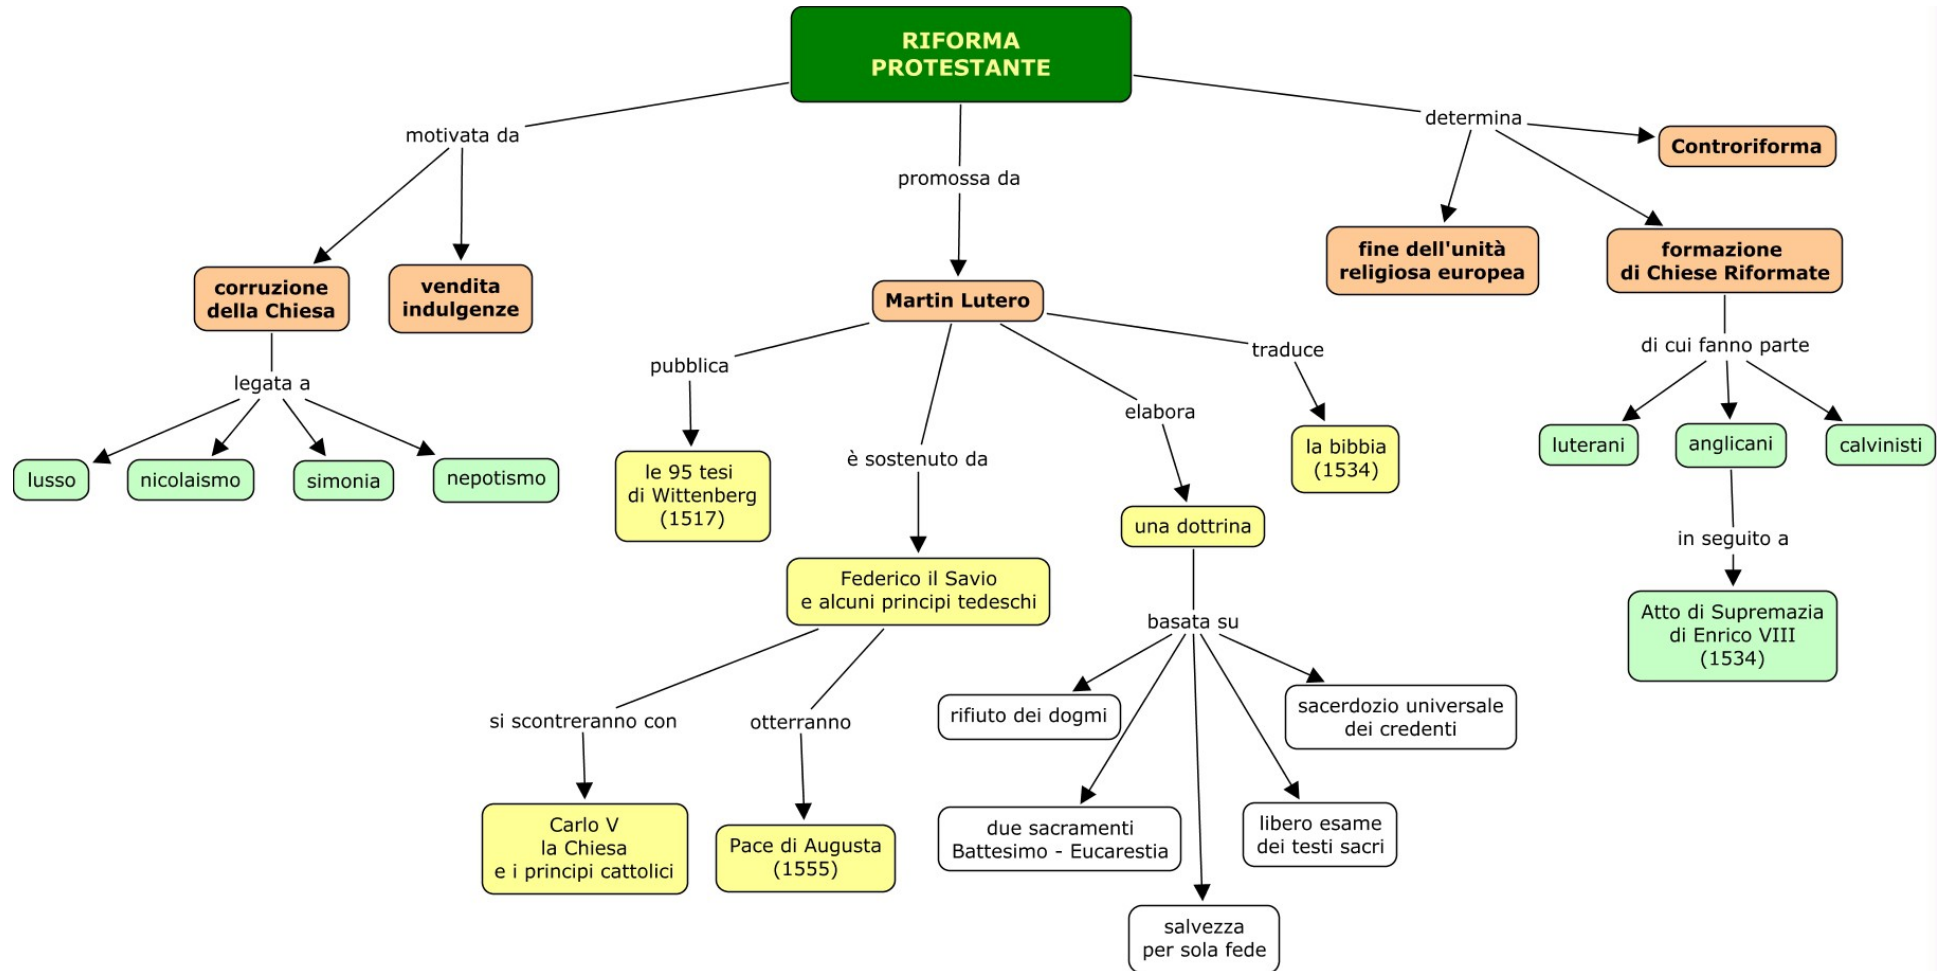 RIFORMA
PROTESTANTE
motivata da
corruzione
della Chiesa
vendita
indulgenze
legata a
lusso
nicolaismo
simonia
nepotismo
promossa da
Martin Lutero
pubblica
le 95 tesi
di Wittenberg
(1517)
è sostenuto da
Federico il Savio
e alcuni principi tedeschi
si scontreranno con
Carlo V
la Chiesa
e i principi cattolici
otterranno
Pace di Augusta
(1555)
elabora
una dottrina
basata su
rifiuto dei dogmi
due sacramenti
Battesimo - Eucarestia
salvezza
per sola fede
libero esame
dei testi sacri
sacerdozio universale
dei credenti
traduce
la bibbia
(1534)
determina
fine dell'unità
religiosa europea
formazione
di Chiese Riformate
Controriforma
di cui fanno parte
luterani
anglicani
calvinisti
in seguito a
Atto di Supremazia
di Enrico VIII
(1534)